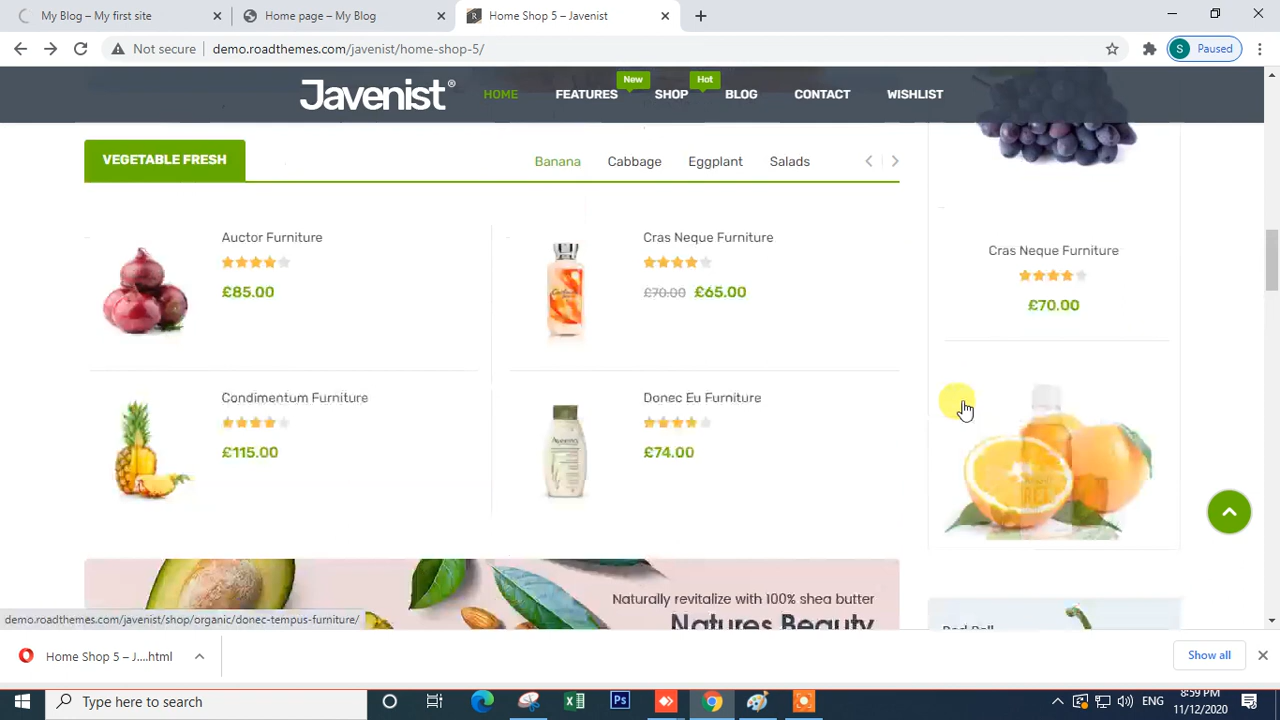 My Blog – My first site
Home page – My Blog
Home Shop 5 – Javenist
Not secure
demo.roadthemes.com/javenist/home-shop-5/
S Paused
Javenist®
HOME
FEATURES
New
SHOP
Hot
BLOG
CONTACT
WISHLIST
VEGETABLE FRESH
Banana
Cabbage
Eggplant
Salads
Auctor Furniture
£85.00
Cras Neque Furniture
£70.00 £65.00
Condimentum Furniture
£115.00
Donec Eu Furniture
£74.00
Cras Neque Furniture
£70.00
Naturally revitalize with 100% shea butter
Natures Beauty
demo.roadthemes.com/javenist/shop/organic/donec-tempus-furniture/
Home Shop 5 – J....html
Show all
Type here to search
ENG
8:59 PM
11/12/2020